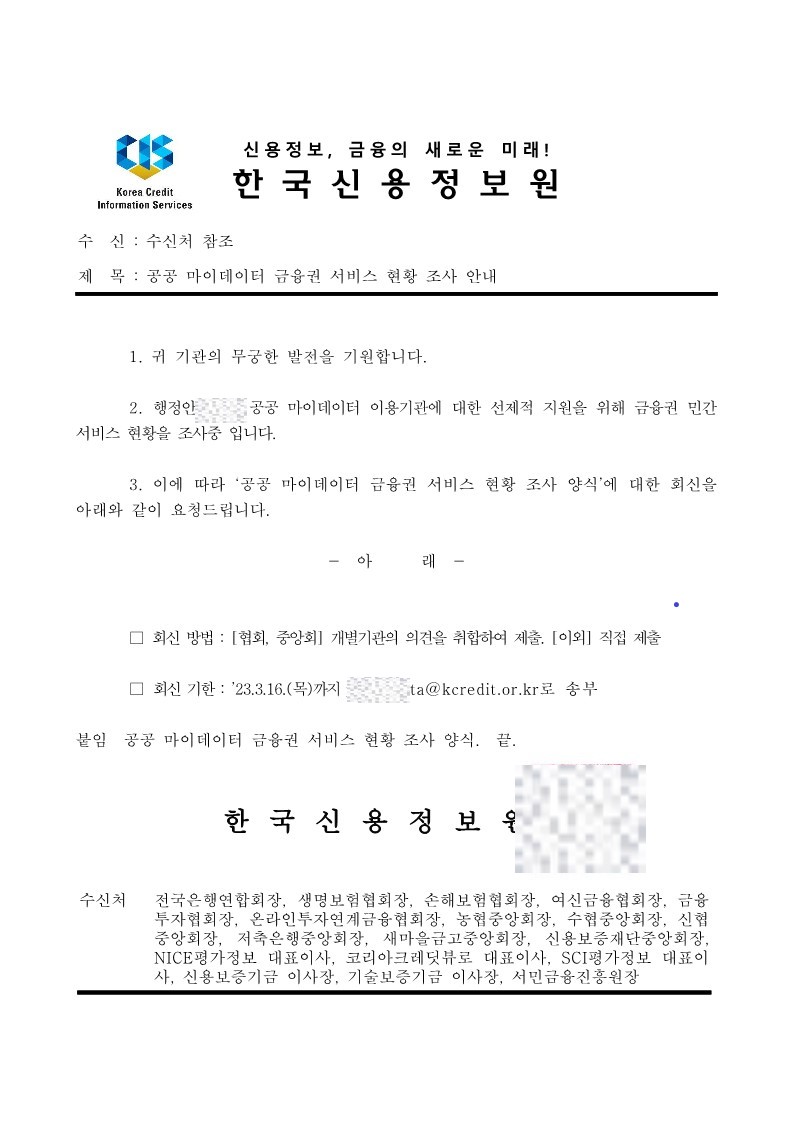 CIS
Korea Credit
Information Services
신용정보, 금융의 새로운 미래!
한국신용정보원
수 신 : 수신처 참조
제 목 : 공공 마이데이터 금융권 서비스 현황 조사 안내
1. 귀 기관의 무궁한 발전을 기원합니다.
2. 행정안 공공 마이데이터 이용기관에 대한 선제적 지원을 위해 금융권 민간
서비스 현황을 조사중 입니다.
3. 이에 따라 ‘공공 마이데이터 금융권 서비스 현황 조사 양식’에 대한 회신을
아래와 같이 요청드립니다.
- 아 래 -
□ 회신 방법 : [협회, 중앙회] 개별기관의 의견을 취합하여 제출. [이외] 직접 제출
□ 회신 기한 : ’23.3.16.(목)까지 ta@kcredit.or.kr로 송부
붙임 공공 마이데이터 금융권 서비스 현황 조사 양식. 끝.
한 국 신 용 정 보
수신처 전국은행연합회장, 생명보험협회장, 손해보험협회장, 여신금융협회장, 금융
투자협회장, 온라인투자연계금융협회장, 농협중앙회장, 수협중앙회장, 신협
중앙회장, 저축은행중앙회장, 새마을금고중앙회장, 신용보증재단중앙회장,
NICE평가정보 대표이사, 코리아크레딧뷰로 대표이사, SCI평가정보 대표이
사, 신용보증기금 이사장, 기술보증기금 이사장, 서민금융진흥원장